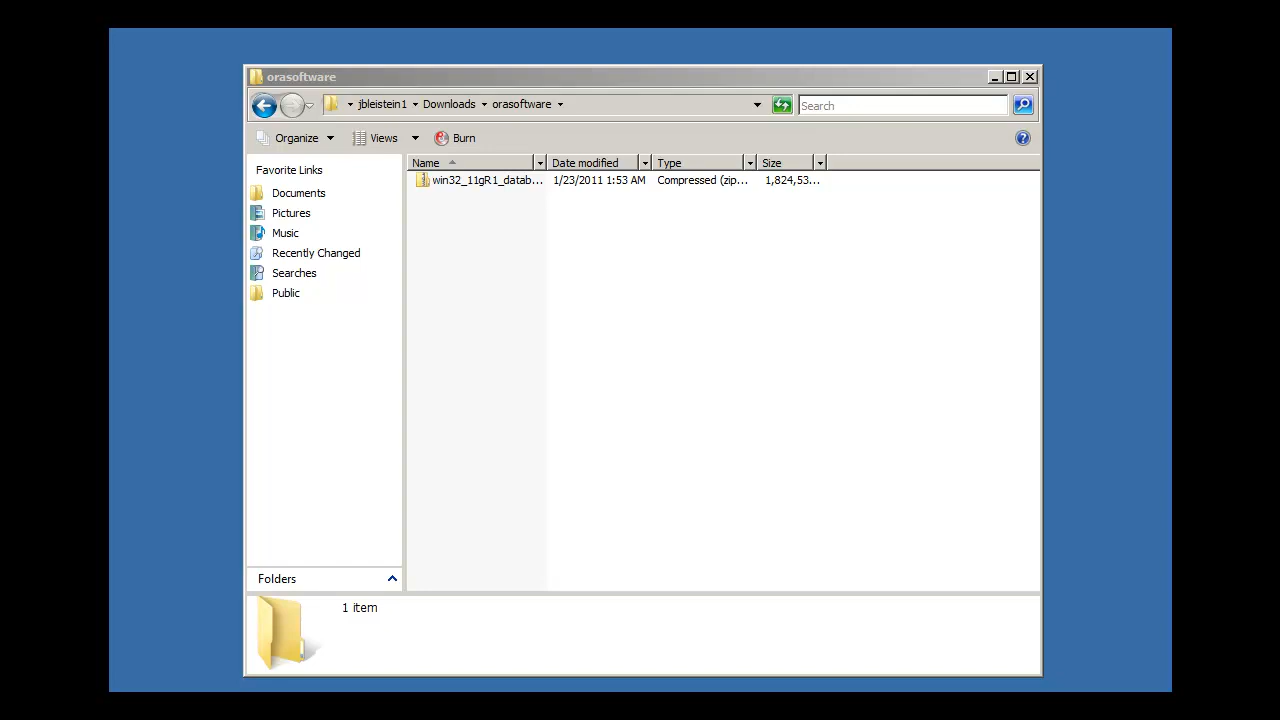 orasoftware
jbleistein1 Downloads orasoftware Search
Organize Views Burn
Favorite Links
Documents
Pictures
Music
Recently Changed
Searches
Public
Folders
Name Date modified Type Size
win32_11gR1_datab... 1/23/2011 1:53 AM Compressed (zip... 1,824,53...
1 item